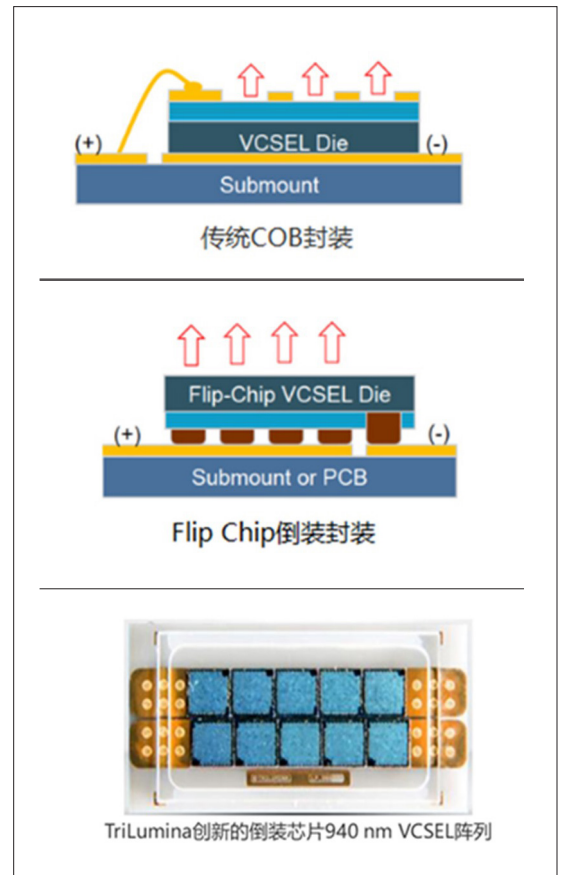 (+)
VCSEL Die
(-)
Submount
传统COB封装
Flip-Chip VCSEL Die
(+)
(-)
Submount or PCB
Flip Chip倒装封装
TriLumina创新的倒装芯片940 nm VCSEL阵列